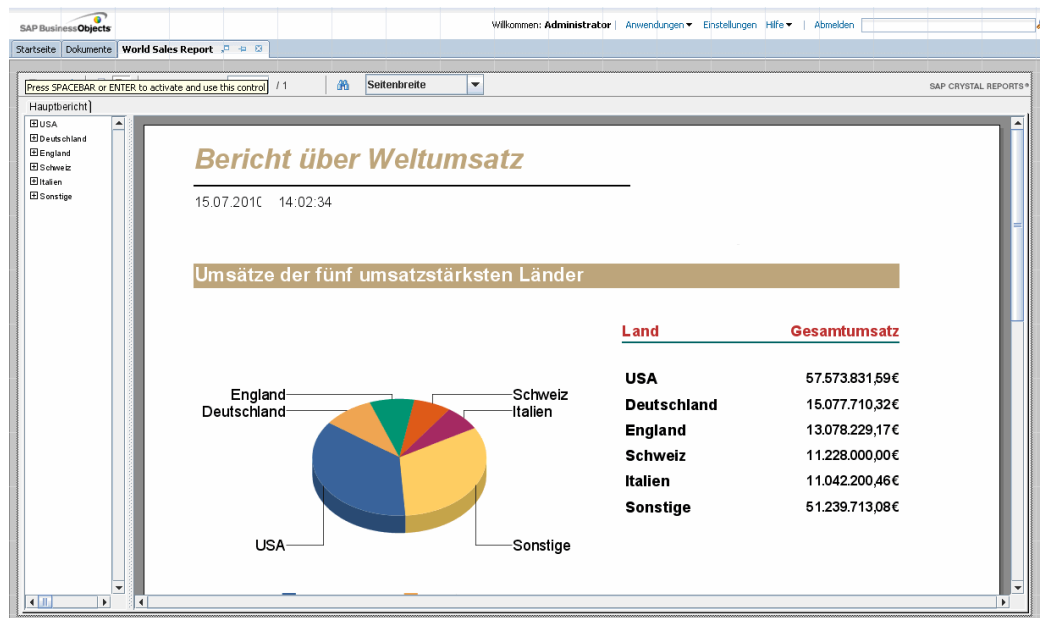 SAP BusinessObjects
Willkommen: Administrator | Anwendungen Einstellungen Hilfe | Abmelden
Startseite Dokumente World Sales Report
Press SPACEBAR or ENTER to activate and use this control / 1 Seitenbreite SAP CRYSTAL REPORTS®
Hauptbericht
USA
Deutschland
England
Schweiz
Italien
Sonstige
Bericht über Weltumsatz
15.07.2010 14:02:34
Umsätze der fünf umsatzstärksten Länder
Land Gesamtumsatz
USA 57.573.831,59€
Deutschland 15.077.710,32€
England 13.078.229,17€
Schweiz 11.228.000,00€
Italien 11.042.200,46€
Sonstige 51.239.713,08€
England Schweiz
Deutschland Italien
USA Sonstige